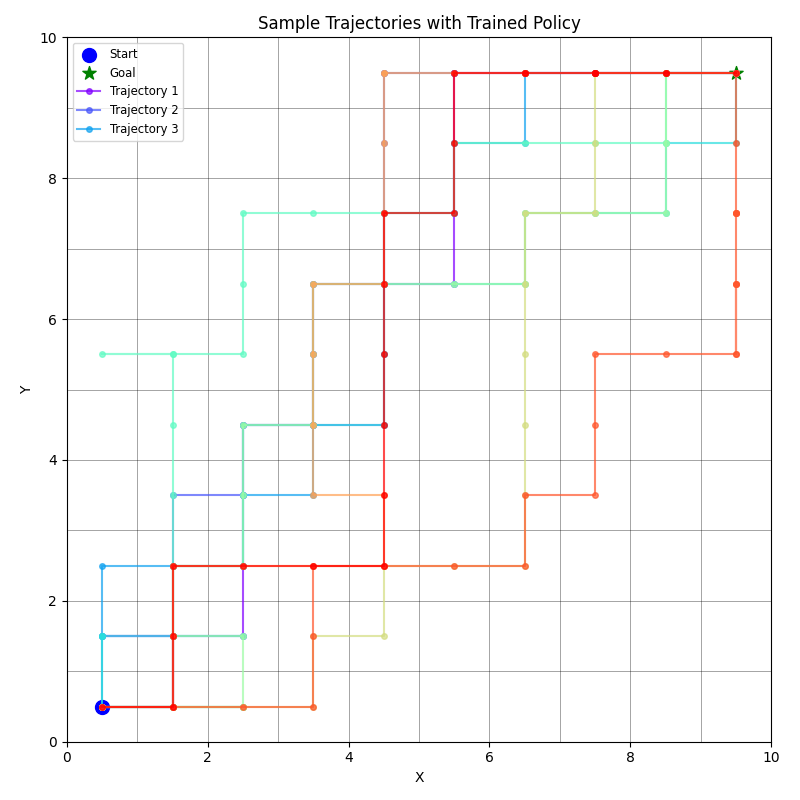 Sample Trajectories with Trained Policy
Start
Goal
Trajectory 1
Trajectory 2
Trajectory 3
10
8
6
4
2
0
Y
0 2 4 6 8 10
X